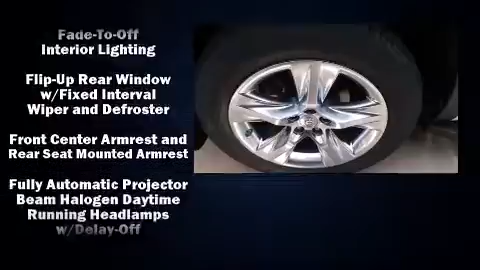 Fade-To-Off
Interior Lighting
Flip-Up Rear Window
w/Fixed Interval
Wiper and Defroster
Front Center Armrest and
Rear Seat Mounted Armrest
Fully Automatic Projector
Beam Halogen Daytime
Running Headlamps
w/Delay-Off